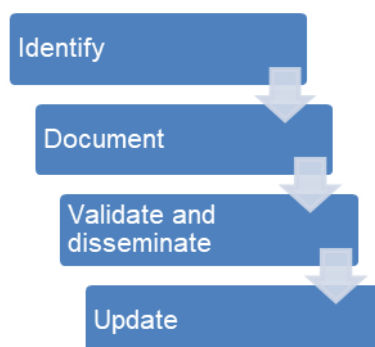 Identify
Document
Validate and
disseminate
Update